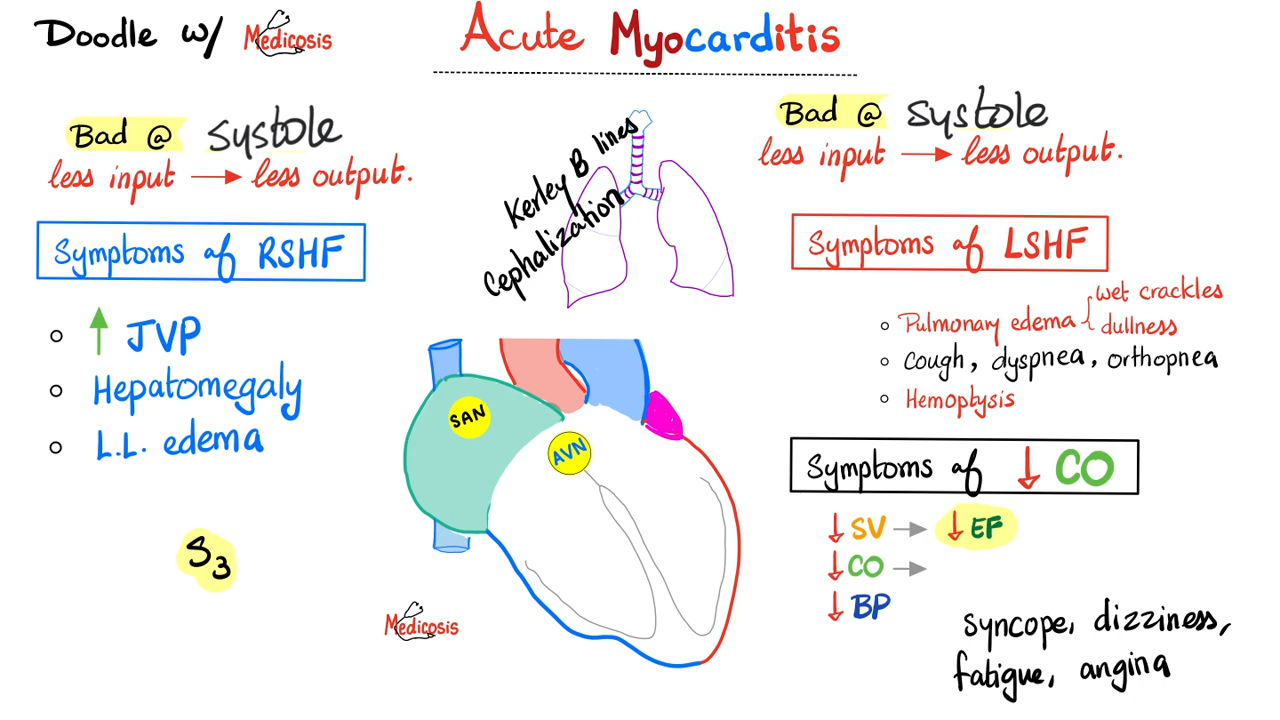 Doodle w/ Medicosis
Acute Myocarditis
Bad @ systole
less input → less output.
Symptoms of RSHF
↑ JVP
Hepatomegaly
L.L. edema
S3
Kerley B lines
Cephalization
SAN
AVN
Medicosis
Bad @ systole
less input → less output.
Symptoms of LSHF
Pulmonary edema { wet crackles
dullness
Cough, dyspnea, orthopnea
Hemoptysis
Symptoms of ↓ CO
↓ SV → ↓ EF
↓ CO →
↓ BP
syncope, dizziness,
fatigue, angina